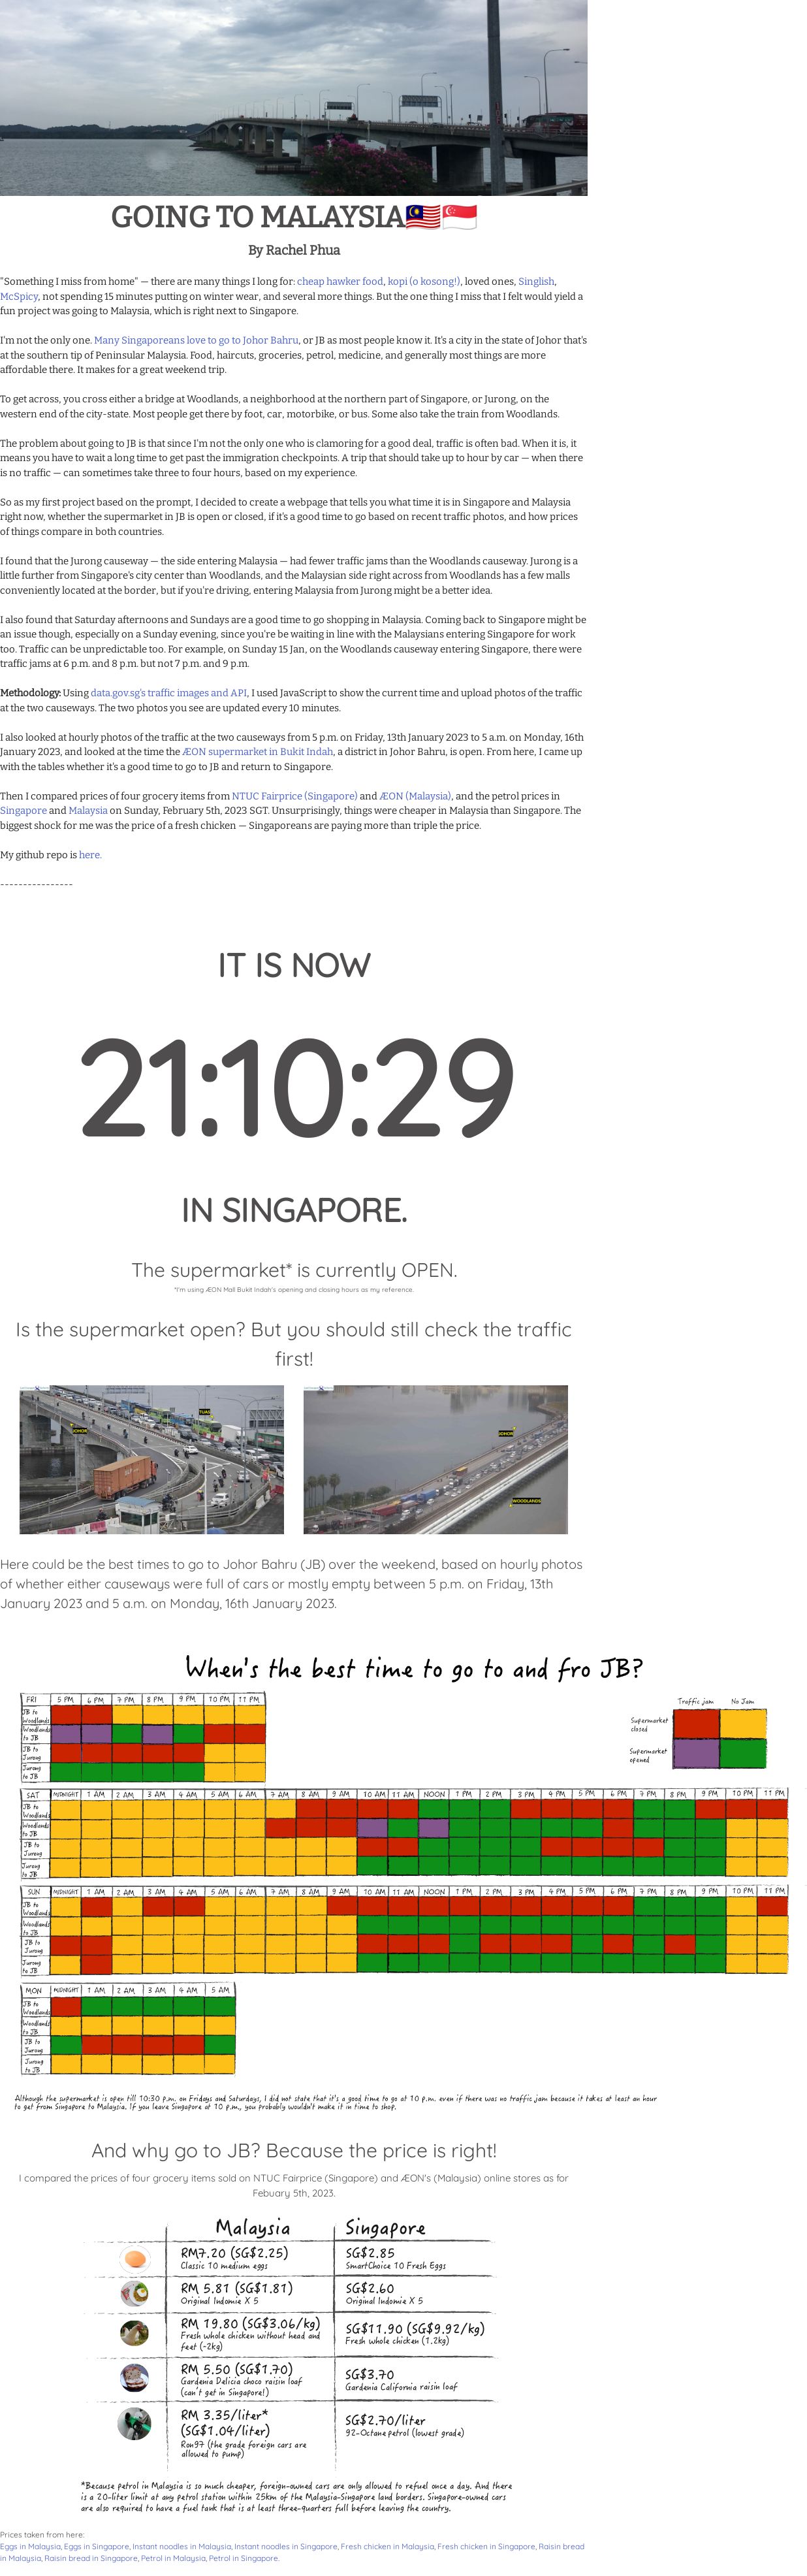 GOING TO MALAYSIA🇲🇾🇸🇬
By Rachel Phua
"Something I miss from home" — there are many things I long for: cheap hawker food, kopi (o kosong!), loved ones, Singlish,
McSpicy, not spending 15 minutes putting on winter wear, and several more things. But the one thing I miss that I felt would yield a
fun project was going to Malaysia, which is right next to Singapore.
I'm not the only one. Many Singaporeans love to go to Johor Bahru, or JB as most people know it. It's a city in the state of Johor that's
at the southern tip of Peninsular Malaysia. Food, haircuts, groceries, petrol, medicine, and generally most things are more
affordable there. It makes for a great weekend trip.
To get across, you cross either a bridge at Woodlands, a neighborhood at the northern part of Singapore, or Jurong, on the
western end of the city-state. Most people get there by foot, car, motorbike, or bus. Some also take the train from Woodlands.
The problem about going to JB is that since I'm not the only one who is clamoring for a good deal, traffic is often bad. When it is, it
means you have to wait a long time to get past the immigration checkpoints. A trip that should take up to hour by car — when there
is no traffic — can sometimes take three to four hours, based on my experience.
So as my first project based on the prompt, I decided to create a webpage that tells you what time it is in Singapore and Malaysia
right now, whether the supermarket in JB is open or closed, if it's a good time to go based on recent traffic photos, and how prices
of things compare in both countries.
I found that the Jurong causeway — the side entering Malaysia — had fewer traffic jams than the Woodlands causeway. Jurong is a
little further from Singapore's city center than Woodlands, and the Malaysian side right across from Woodlands has a few malls
conveniently located at the border, but if you're driving, entering Malaysia from Jurong might be a better idea.
I also found that Saturday afternoons and Sundays are a good time to go shopping in Malaysia. Coming back to Singapore might be
an issue though, especially on a Sunday evening, since you're be waiting in line with the Malaysians entering Singapore for work
too. Traffic can be unpredictable too. For example, on Sunday 15 Jan, on the Woodlands causeway entering Singapore, there were
traffic jams at 6 p.m. and 8 p.m. but not 7 p.m. and 9 p.m.
Methodology: Using data.gov.sg's traffic images and API, I used JavaScript to show the current time and upload photos of the traffic
at the two causeways. The two photos you see are updated every 10 minutes.
I also looked at hourly photos of the traffic at the two causeways from 5 p.m. on Friday, 13th January 2023 to 5 a.m. on Monday, 16th
January 2023, and looked at the time the ÆON supermarket in Bukit Indah, a district in Johor Bahru, is open. From here, I came up
with the tables whether it's a good time to go to JB and return to Singapore.
Then I compared prices of four grocery items from NTUC Fairprice (Singapore) and ÆON (Malaysia), and the petrol prices in
Singapore and Malaysia on Sunday, February 5th, 2023 SGT. Unsurprisingly, things were cheaper in Malaysia than Singapore. The
biggest shock for me was the price of a fresh chicken — Singaporeans are paying more than triple the price.
My github repo is here.
----------------
IT IS NOW
21:10:29
IN SINGAPORE.
The supermarket* is currently OPEN.
*I'm using ÆON Mall Bukit Indah's opening and closing hours as my reference.
Is the supermarket open? But you should still check the traffic
first!
TUAS
JOHOR
JOHOR
WOODLANDS
Here could be the best times to go to Johor Bahru (JB) over the weekend, based on hourly photos
of whether either causeways were full of cars or mostly empty between 5 p.m. on Friday, 13th
January 2023 and 5 a.m. on Monday, 16th January 2023.
When's the best time to go to and fro JB?
Traffic jam No Jam
Supermarket
closed
Supermarket
opened
FRI 5 PM 6 PM 7 PM 8 PM 9 PM 10 PM 11 PM
JB to
Woodlands
Woodlands
to JB
JB to
Jurong
Jurong
to JB
SAT MIDNIGHT 1 AM 2 AM 3 AM 4 AM 5 AM 6 AM 7 AM 8 AM 9 AM 10 AM 11 AM NOON 1 PM 2 PM 3 PM 4 PM 5 PM 6 PM 7 PM 8 PM 9 PM 10 PM 11 PM
JB to
Woodlands
Woodlands
to JB
JB to
Jurong
Jurong
to JB
SUN MIDNIGHT 1 AM 2 AM 3 AM 4 AM 5 AM 6 AM 7 AM 8 AM 9 AM 10 AM 11 AM NOON 1 PM 2 PM 3 PM 4 PM 5 PM 6 PM 7 PM 8 PM 9 PM 10 PM 11 PM
JB to
Woodlands
Woodlands
to JB
JB to
Jurong
Jurong
to JB
MON MIDNIGHT 1 AM 2 AM 3 AM 4 AM 5 AM
JB to
Woodlands
Woodlands
to JB
JB to
Jurong
Jurong
to JB
Although the supermarket is open till 10:30 p.m. on Fridays and Saturdays, I did not state that it's a good time to go at 10 p.m. even if there was no traffic jam because it takes at least an hour
to get from Singapore to Malaysia. If you leave Singapore at 10 p.m., you probably wouldn't make it in time to shop.
And why go to JB? Because the price is right!
I compared the prices of four grocery items sold on NTUC Fairprice (Singapore) and ÆON's (Malaysia) online stores as for
Febuary 5th, 2023.
Malaysia Singapore
RM7.20 (SG$2.25)
Classic 10 medium eggs
SG$2.85
SmartChoice 10 Fresh Eggs
RM 5.81 (SG$1.81)
Original Indomie X 5
SG$2.60
Original Indomie X 5
RM 19.80 (SG$3.06/kg)
Fresh whole chicken without head and
feet (~2kg)
SG$11.90 (SG$9.92/kg)
Fresh whole chicken (1.2kg)
RM 5.50 (SG$1.70)
Gardenia Delicia choco raisin loaf
(can't get in Singapore!)
SG$3.70
Gardenia California raisin loaf
RM 3.35/liter*
(SG$1.04/liter)
Ron97 (the grade foreign cars are
allowed to pump)
SG$2.70/liter
92-Octane petrol (lowest grade)
*Because petrol in Malaysia is so much cheaper, foreign-owned cars are only allowed to refuel once a day. And there
is a 20-liter limit at any petrol station within 25km of the Malaysia-Singapore land borders. Singapore-owned cars
are also required to have a fuel tank that is at least three-quarters full before leaving the country.
Prices taken from here:
Eggs in Malaysia, Eggs in Singapore, Instant noodles in Malaysia, Instant noodles in Singapore, Fresh chicken in Malaysia, Fresh chicken in Singapore, Raisin bread
in Malaysia, Raisin bread in Singapore, Petrol in Malaysia, Petrol in Singapore.